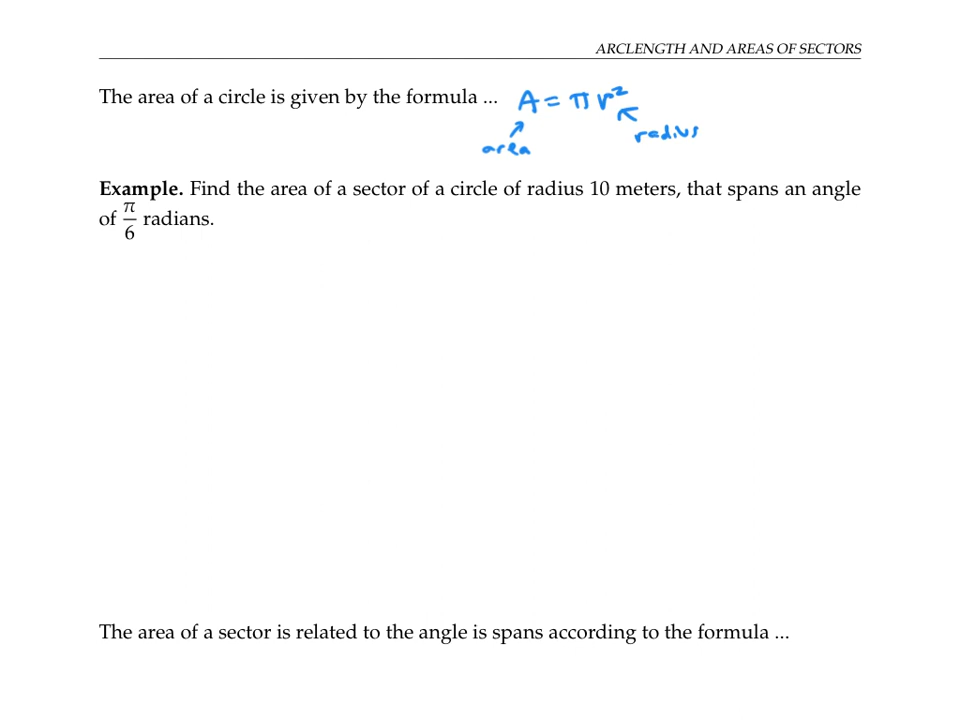 ARCLENGTH AND AREAS OF SECTORS
The area of a circle is given by the formula ... A = πr²
area
radius
Example. Find the area of a sector of a circle of radius 10 meters, that spans an angle
of π/6 radians.
The area of a sector is related to the angle is spans according to the formula ...